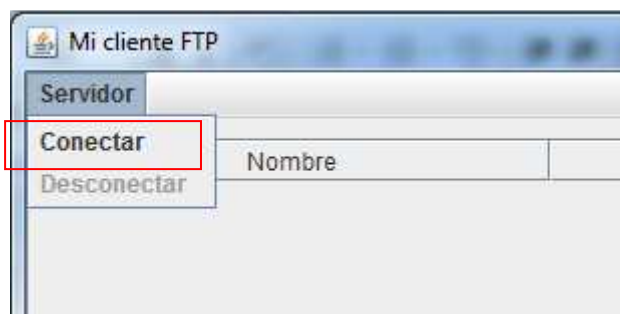 Mi cliente FTP
Servidor
Conectar
Nombre
Desconectar